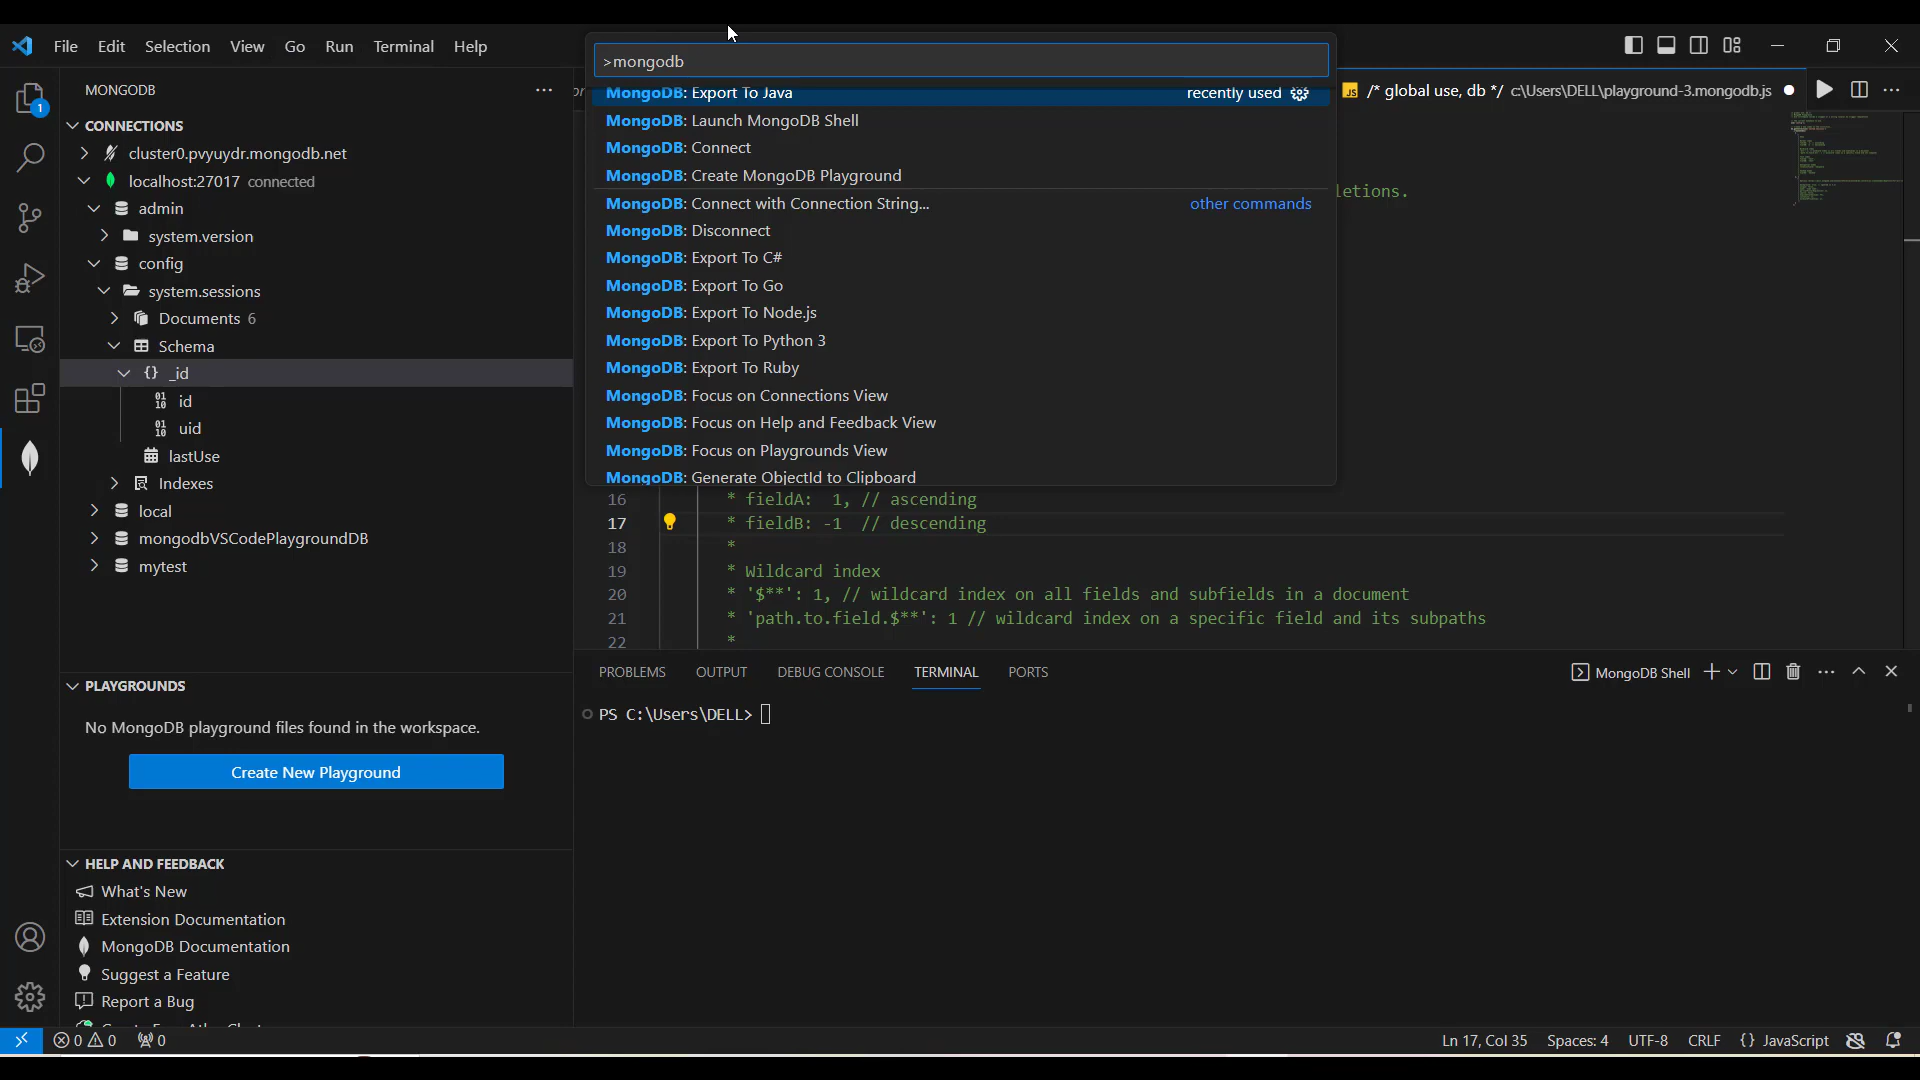 File Edit Selection View Go Run Terminal Help
>mongodb
MongoDB: Export To Java recently used
MongoDB: Launch MongoDB Shell
MongoDB: Connect
MongoDB: Create MongoDB Playground
MongoDB: Connect with Connection String... other commands
MongoDB: Disconnect
MongoDB: Export To C#
MongoDB: Export To Go
MongoDB: Export To Node.js
MongoDB: Export To Python 3
MongoDB: Export To Ruby
MongoDB: Focus on Connections View
MongoDB: Focus on Help and Feedback View
MongoDB: Focus on Playgrounds View
MongoDB: Generate ObjectId to Clipboard
1
MONGODB
CONNECTIONS
cluster0.pvyuydr.mongodb.net
localhost:27017 connected
admin
system.version
config
system.sessions
Documents 6
Schema
{} _id
id
uid
lastUse
Indexes
local
mongodbVSCodePlaygroundDB
mytest
PLAYGROUNDS
No MongoDB playground files found in the workspace.
Create New Playground
HELP AND FEEDBACK
What's New
Extension Documentation
MongoDB Documentation
Suggest a Feature
Report a Bug
JS /* global use, db */ c:\Users\DELL\playground-3.mongodb.js
letions.
16 * fieldA: 1, // ascending
17 * fieldB: -1 // descending
18 *
19 * Wildcard index
20 * '$**': 1, // wildcard index on all fields and subfields in a document
21 * 'path.to.field.$**': 1 // wildcard index on a specific field and its subpaths
22 *
PROBLEMS OUTPUT DEBUG CONSOLE TERMINAL PORTS MongoDB Shell
PS C:\Users\DELL>
0 0 0 Ln 17, Col 35 Spaces: 4 UTF-8 CRLF {} JavaScript